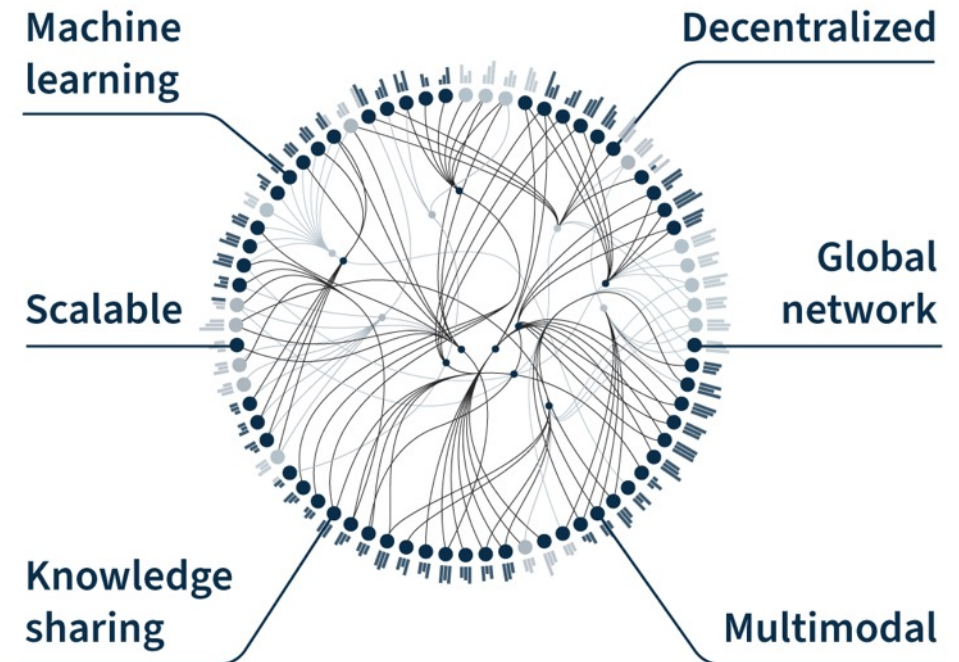 Machine
learning
Decentralized
Scalable
Global
network
Knowledge
sharing
Multimodal